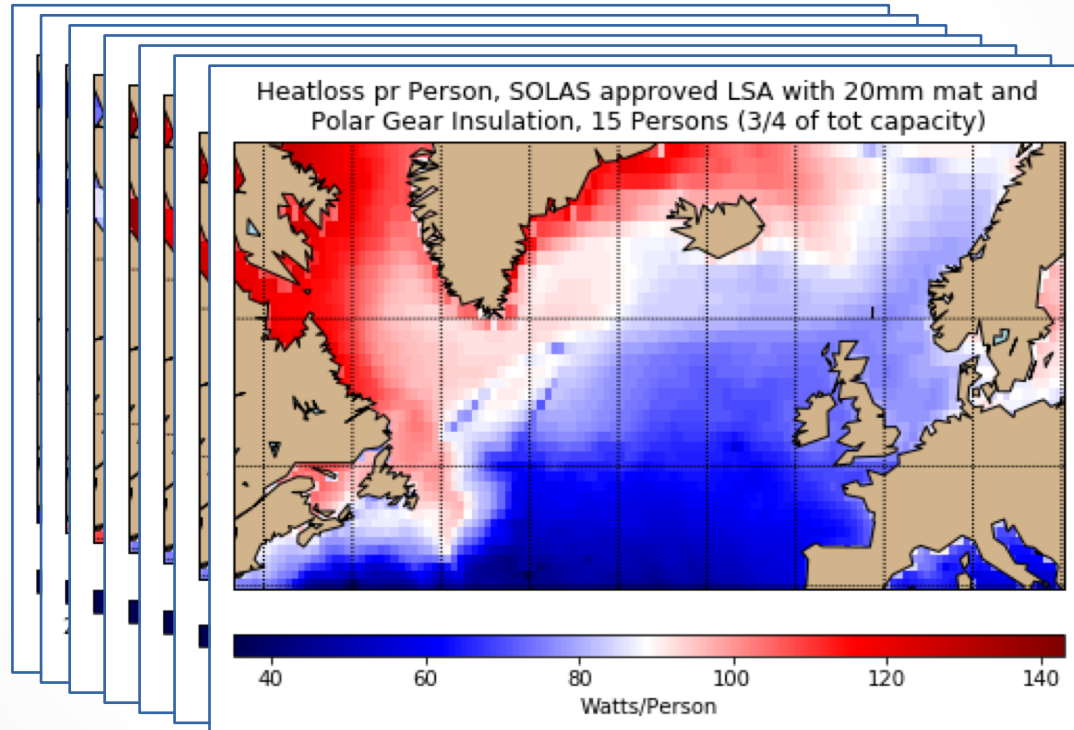 Heatloss pr Person, SOLAS approved LSA with 20mm mat and
Polar Gear Insulation, 15 Persons (3/4 of tot capacity)
40 60 80 100 120 140
Watts/Person